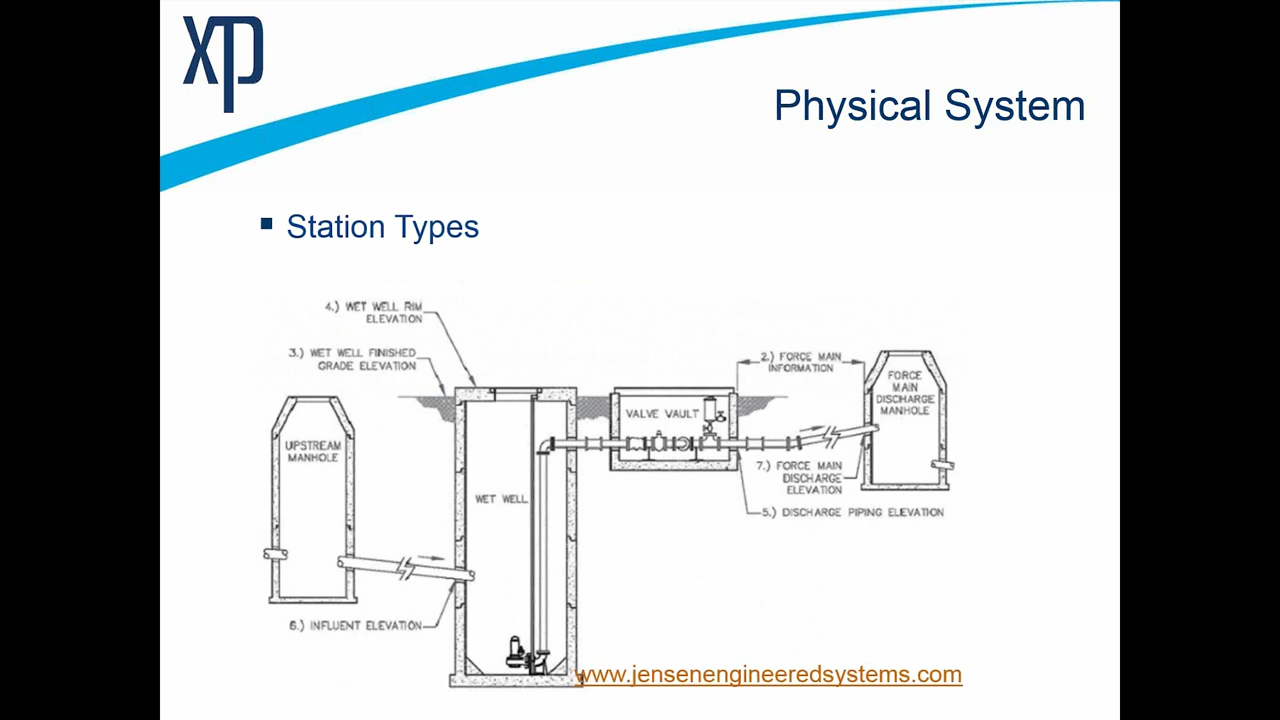 xp
Physical System
Station Types
4.) WET WELL RIM
ELEVATION
3.) WET WELL FINISHED
GRADE ELEVATION
2.) FORCE MAIN
INFORMATION
FORCE
MAIN
DISCHARGE
MANHOLE
VALVE VAULT
UPSTREAM
MANHOLE
WET WELL
7.) FORCE MAIN
DISCHARGE
ELEVATION
5.) DISCHARGE PIPING ELEVATION
6.) INFLUENT ELEVATION
www.jensenengineeredsystems.com